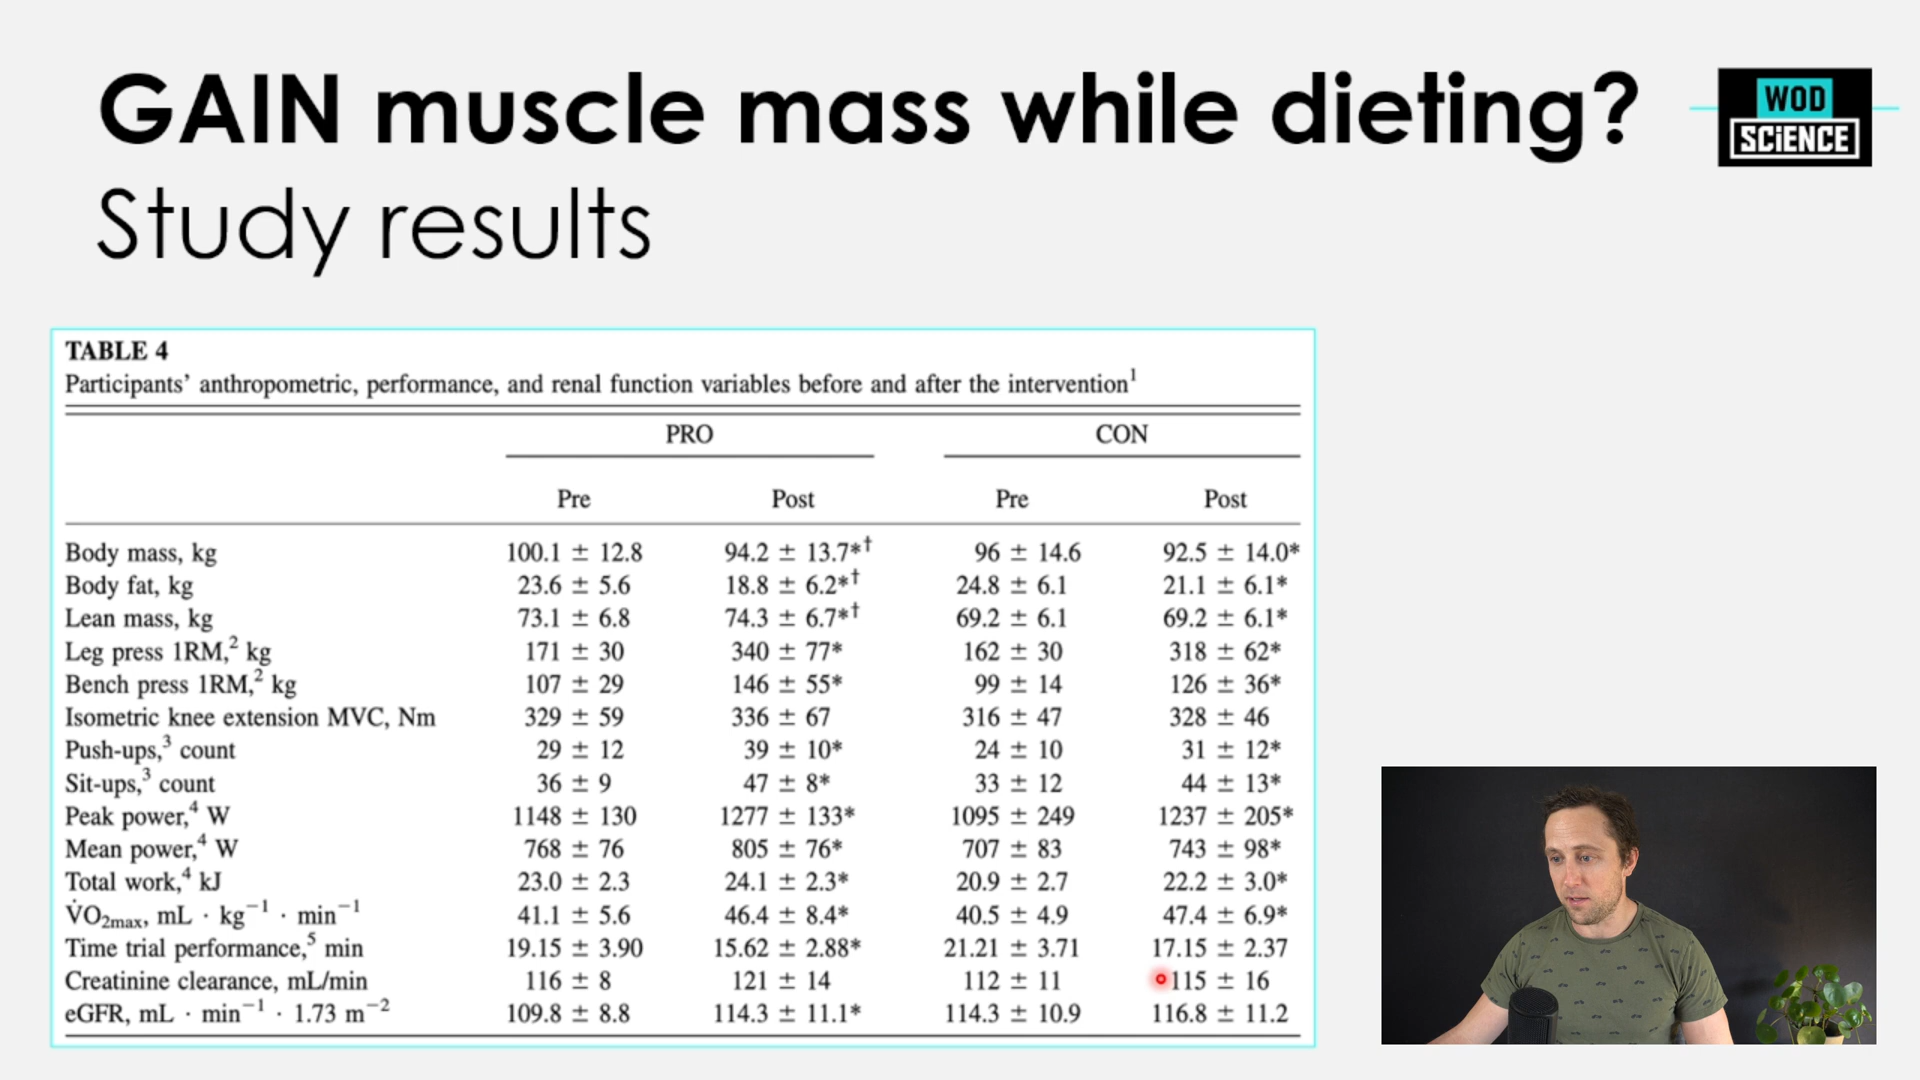 GAIN muscle mass while dieting?
WOD
SCiENCE
Study results
TABLE 4
Participants' anthropometric, performance, and renal function variables before and after the intervention¹
PRO CON
Pre Post Pre Post
Body mass, kg 100.1 ± 12.8 94.2 ± 13.7*† 96 ± 14.6 92.5 ± 14.0*
Body fat, kg 23.6 ± 5.6 18.8 ± 6.2*† 24.8 ± 6.1 21.1 ± 6.1*
Lean mass, kg 73.1 ± 6.8 74.3 ± 6.7*† 69.2 ± 6.1 69.2 ± 6.1*
Leg press 1RM,² kg 171 ± 30 340 ± 77* 162 ± 30 318 ± 62*
Bench press 1RM,² kg 107 ± 29 146 ± 55* 99 ± 14 126 ± 36*
Isometric knee extension MVC, Nm 329 ± 59 336 ± 67 316 ± 47 328 ± 46
Push-ups,³ count 29 ± 12 39 ± 10* 24 ± 10 31 ± 12*
Sit-ups,³ count 36 ± 9 47 ± 8* 33 ± 12 44 ± 13*
Peak power,⁴ W 1148 ± 130 1277 ± 133* 1095 ± 249 1237 ± 205*
Mean power,⁴ W 768 ± 76 805 ± 76* 707 ± 83 743 ± 98*
Total work,⁴ kJ 23.0 ± 2.3 24.1 ± 2.3* 20.9 ± 2.7 22.2 ± 3.0*
V̇O₂max, mL · kg⁻¹ · min⁻¹ 41.1 ± 5.6 46.4 ± 8.4* 40.5 ± 4.9 47.4 ± 6.9*
Time trial performance,⁵ min 19.15 ± 3.90 15.62 ± 2.88* 21.21 ± 3.71 17.15 ± 2.37
Creatinine clearance, mL/min 116 ± 8 121 ± 14 112 ± 11 115 ± 16
eGFR, mL · min⁻¹ · 1.73 m⁻² 109.8 ± 8.8 114.3 ± 11.1* 114.3 ± 10.9 116.8 ± 11.2